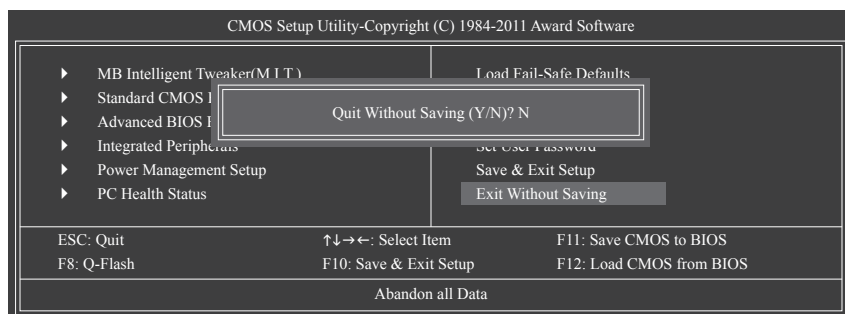 CMOS Setup Utility-Copyright (C) 1984-2011 Award Software
MB Intelligent Tweaker(M.I.T.)
Standard CMOS
Advanced BIOS
Integrated Peripherals
Power Management Setup
PC Health Status
Load Fail-Safe Defaults
Set User Password
Save & Exit Setup
Exit Without Saving
Quit Without Saving (Y/N)? N
ESC: Quit ↑↓→←: Select Item F11: Save CMOS to BIOS
F8: Q-Flash F10: Save & Exit Setup F12: Load CMOS from BIOS
Abandon all Data